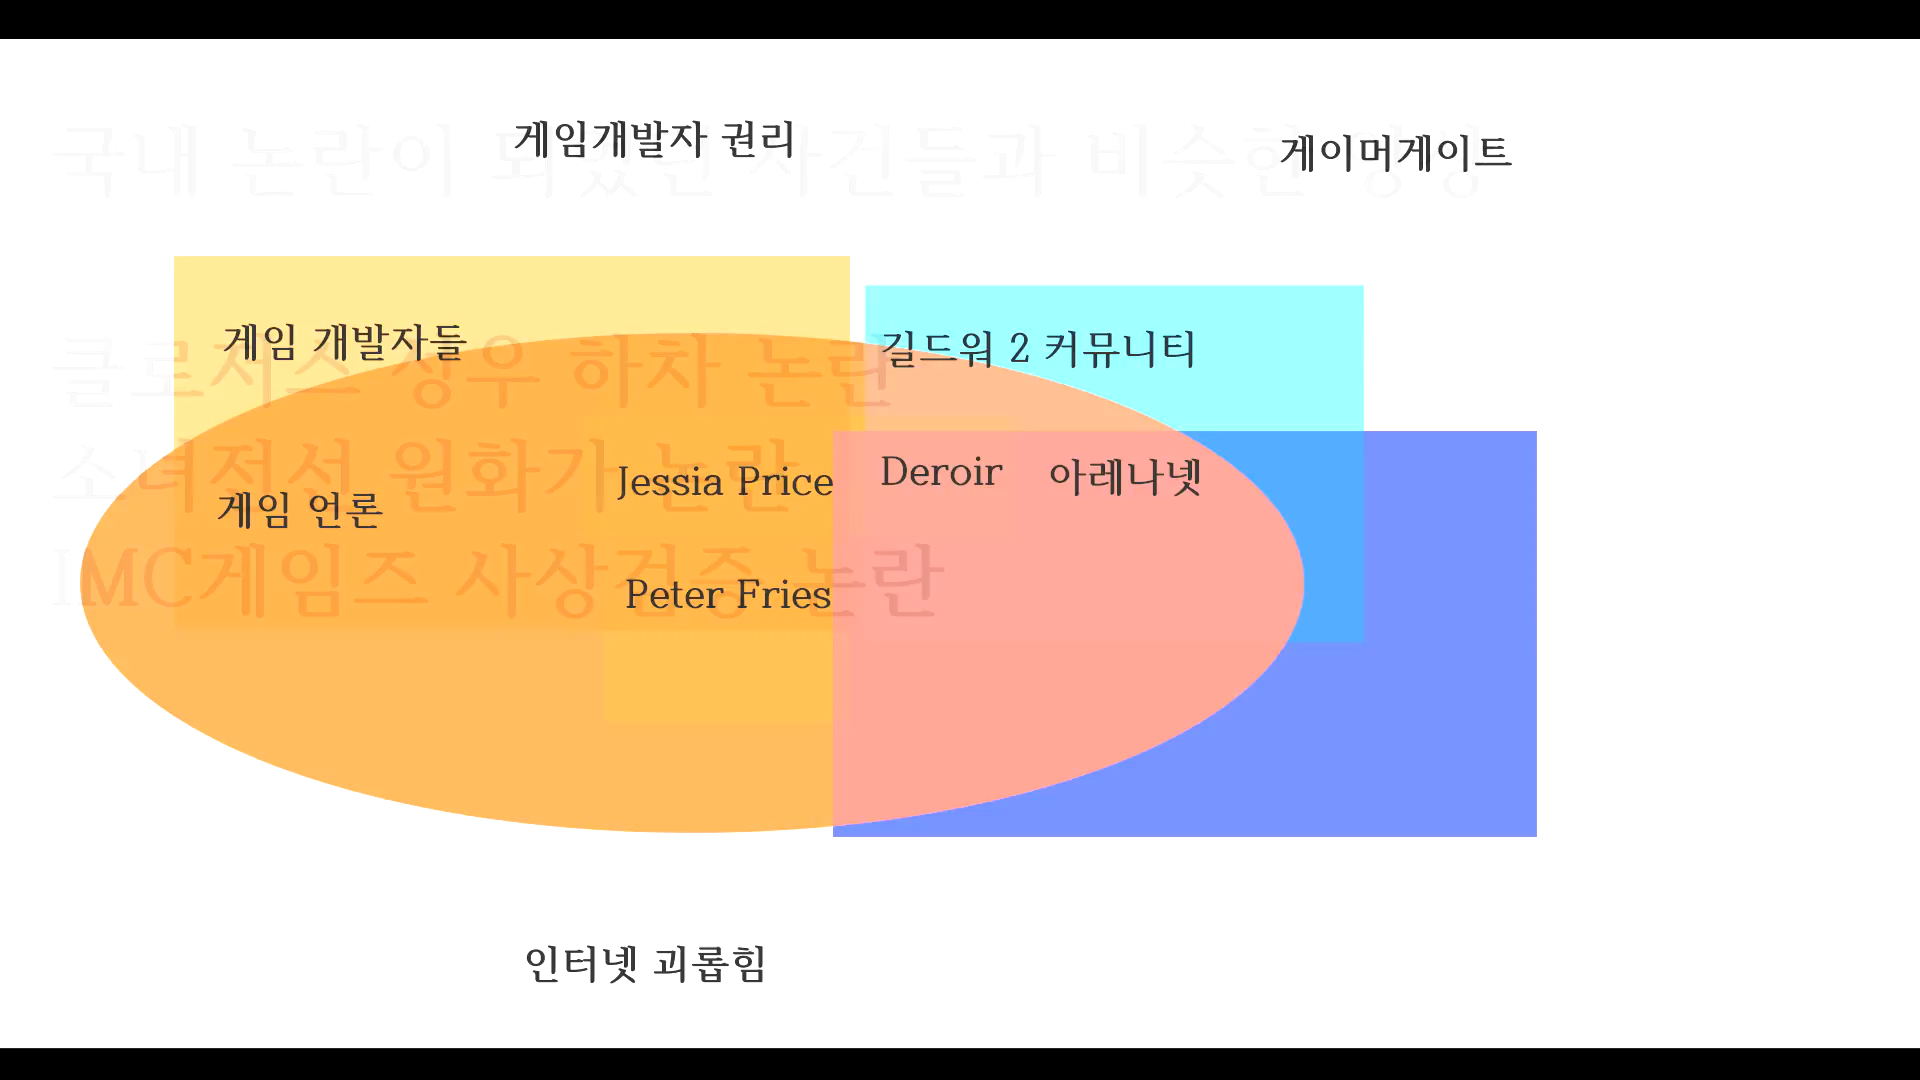 게임개발자 권리
게이머게이트
국내 논란이 되었던 사건들과 비슷한
게임 개발자들
길드워 2 커뮤니티
클로저스 성우 하차 논란
소녀전선 원화가 논란
Jessia Price
Deroir
아레나넷
게임 언론
IMC게임즈 사상검증 논란
Peter Fries
인터넷 괴롭힘